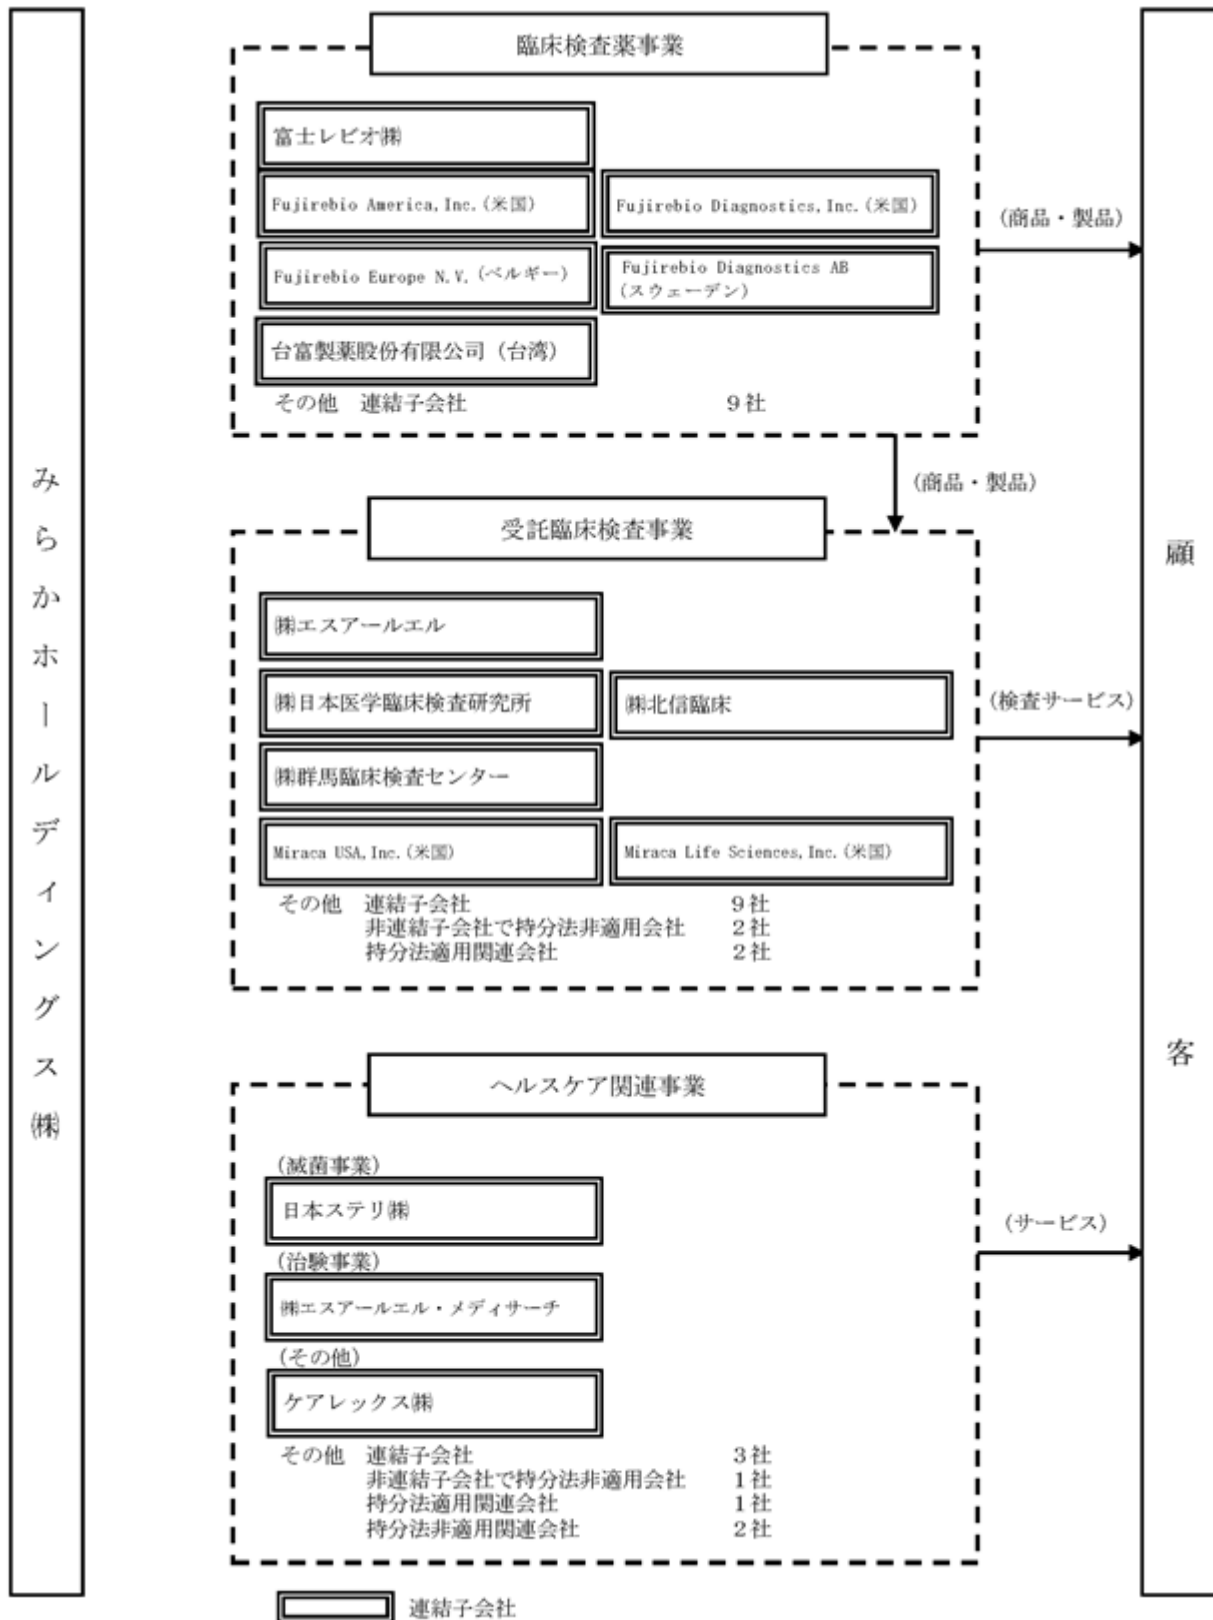 みらかホールディングス㈱
臨床検査薬事業
富士レビオ㈱
Fujirebio America,Inc.(米国)
Fujirebio Diagnostics,Inc.(米国)
Fujirebio Europe N.V.(ベルギー)
Fujirebio Diagnostics AB
(スウェーデン)
台富製薬股份有限公司 (台湾)
その他 連結子会社 9社
(商品・製品)
(商品・製品)
受託臨床検査事業
㈱エスアールエル
㈱日本医学臨床検査研究所
㈱北信臨床
㈱群馬臨床検査センター
Miraca USA,Inc.(米国)
Miraca Life Sciences,Inc.(米国)
その他 連結子会社 9社
非連結子会社で持分法非適用会社 2社
持分法適用関連会社 2社
(検査サービス)
ヘルスケア関連事業
(滅菌事業)
日本ステリ㈱
(治験事業)
㈱エスアールエル・メディサーチ
(その他)
ケアレックス㈱
その他 連結子会社 3社
非連結子会社で持分法非適用会社 1社
持分法適用関連会社 1社
持分法非適用関連会社 2社
(サービス)
顧客
連結子会社